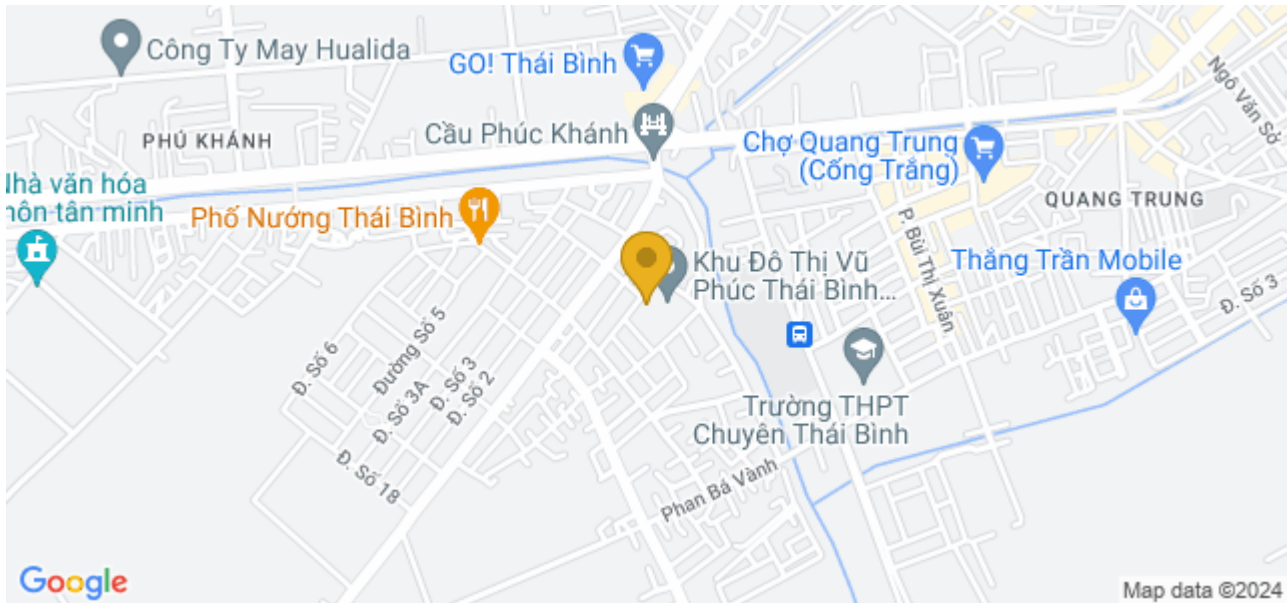 Công Ty May Hualida
GO! Thái Bình
Ngô Văn Sở
PHÚ KHÁNH
Cầu Phúc Khánh
Chợ Quang Trung
(Cống Trắng)
Nhà văn hóa
thôn tân minh
QUANG TRUNG
Phố Nướng Thái Bình
P. Bùi Thị Xuân
Khu Đô Thị Vũ
Phúc Thái Bình...
Thắng Trần Mobile
Đ. Số 3
Đ. Số 6
Đường Số 5
Đ. Số 3A
Đ. Số 3
Đ. Số 2
Trường THPT
Chuyên Thái Bình
Đ. Số 18
Phan Bá Vành
Google
Map data ©2024